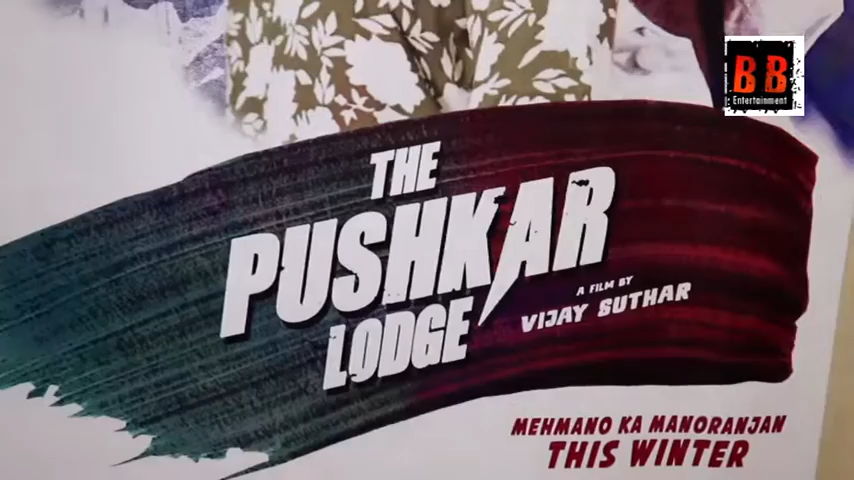 BB
Entertainment
THE
PUSHKAR
LODGE
A FILM BY
VIJAY SUTHAR
MEHMANO KA MANORANJAN
THIS WINTER